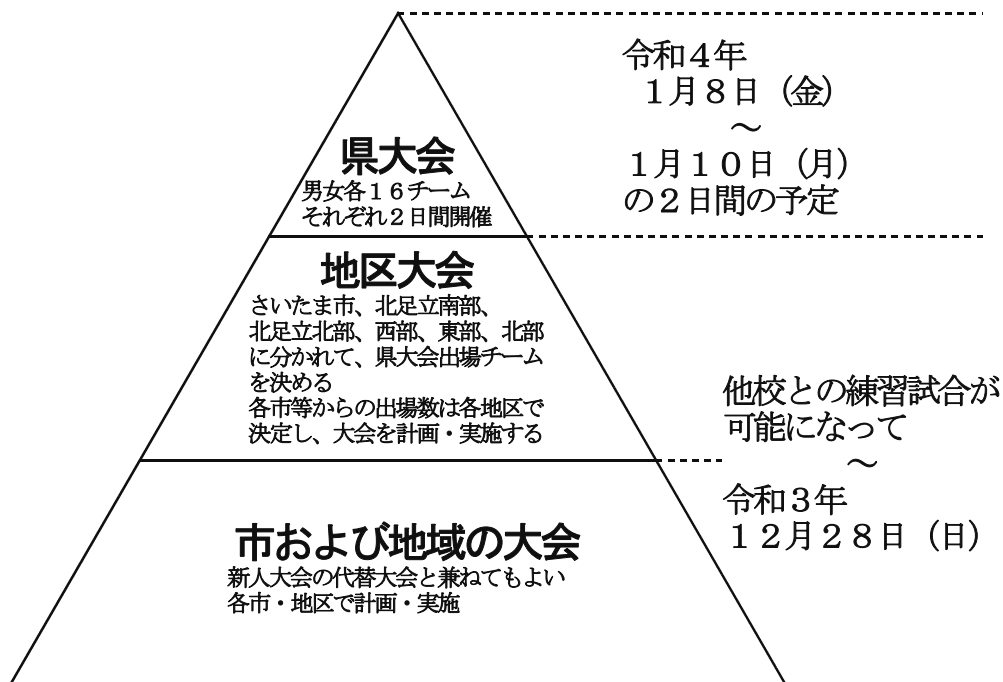 県大会
男女各１６チーム
それぞれ２日間開催
令和４年
１月８日（金）
～
１月１０日（月）
の２日間の予定
地区大会
さいたま市、北足立南部、
北足立北部、西部、東部、北部
に分かれて、県大会出場チーム
を決める
各市等からの出場数は各地区で
決定し、大会を計画・実施する
他校との練習試合が
可能になって
～
令和３年
１２月２８日（日）
市および地域の大会
新人大会の代替大会と兼ねてもよい
各市・地区で計画・実施